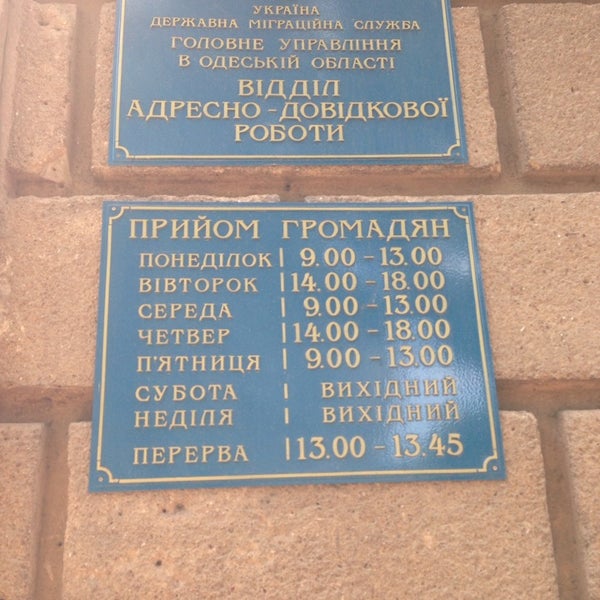 УКРАЇНА
ДЕРЖАВНА МІГРАЦІЙНА СЛУЖБА
ГОЛОВНЕ УПРАВЛІННЯ
В ОДЕСЬКІЙ ОБЛАСТІ
ВІДДІЛ
АДРЕСНО-ДОВІДКОВОЇ
РОБОТИ
ПРИЙОМ ГРОМАДЯН
ПОНЕДІЛОК | 9.00 - 13.00
ВІВТОРОК | 14.00 - 18.00
СЕРЕДА | 9.00 - 13.00
ЧЕТВЕР | 14.00 - 18.00
П'ЯТНИЦЯ | 9.00 - 13.00
СУБОТА | ВИХІДНИЙ
НЕДІЛЯ | ВИХІДНИЙ
ПЕРЕРВА | 13.00 - 13.45